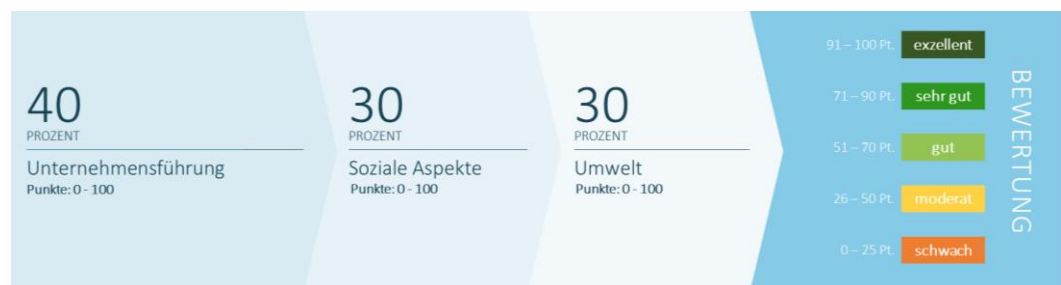 40
PROZENT
Unternehmensführung
Punkte: 0 - 100
30
PROZENT
Soziale Aspekte
Punkte: 0 - 100
30
PROZENT
Umwelt
Punkte: 0 - 100
91 – 100 Pt. exzellent
71 – 90 Pt. sehr gut
51 – 70 Pt. gut
26 – 50 Pt. moderat
0 – 25 Pt. schwach
BEWERTUNG